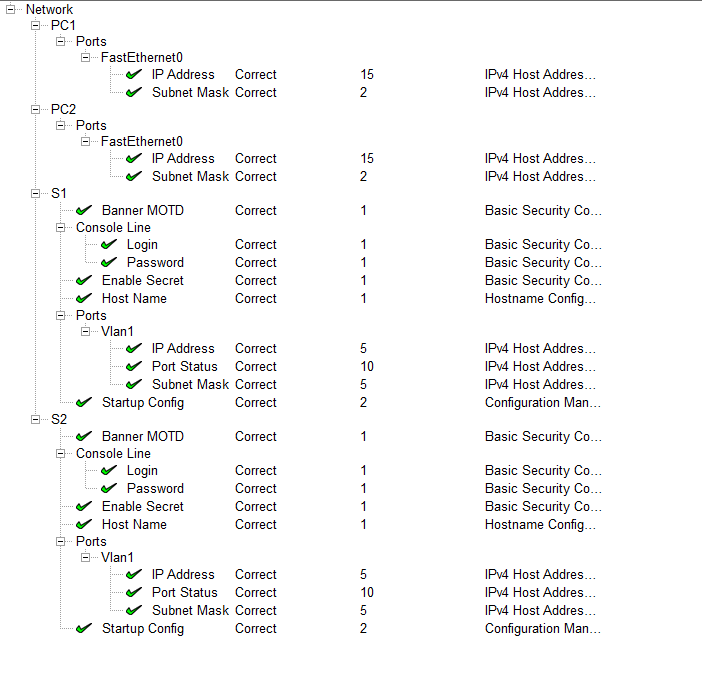 Network
PC1
Ports
FastEthernet0
IP Address Correct 15 IPv4 Host Addres...
Subnet Mask Correct 2 IPv4 Host Addres...
PC2
Ports
FastEthernet0
IP Address Correct 15 IPv4 Host Addres...
Subnet Mask Correct 2 IPv4 Host Addres...
S1
Banner MOTD Correct 1 Basic Security Co...
Console Line
Login Correct 1 Basic Security Co...
Password Correct 1 Basic Security Co...
Enable Secret Correct 1 Basic Security Co...
Host Name Correct 1 Hostname Config...
Ports
Vlan1
IP Address Correct 5 IPv4 Host Addres...
Port Status Correct 10 IPv4 Host Addres...
Subnet Mask Correct 5 IPv4 Host Addres...
Startup Config Correct 2 Configuration Man...
S2
Banner MOTD Correct 1 Basic Security Co...
Console Line
Login Correct 1 Basic Security Co...
Password Correct 1 Basic Security Co...
Enable Secret Correct 1 Basic Security Co...
Host Name Correct 1 Hostname Config...
Ports
Vlan1
IP Address Correct 5 IPv4 Host Addres...
Port Status Correct 10 IPv4 Host Addres...
Subnet Mask Correct 5 IPv4 Host Addres...
Startup Config Correct 2 Configuration Man...